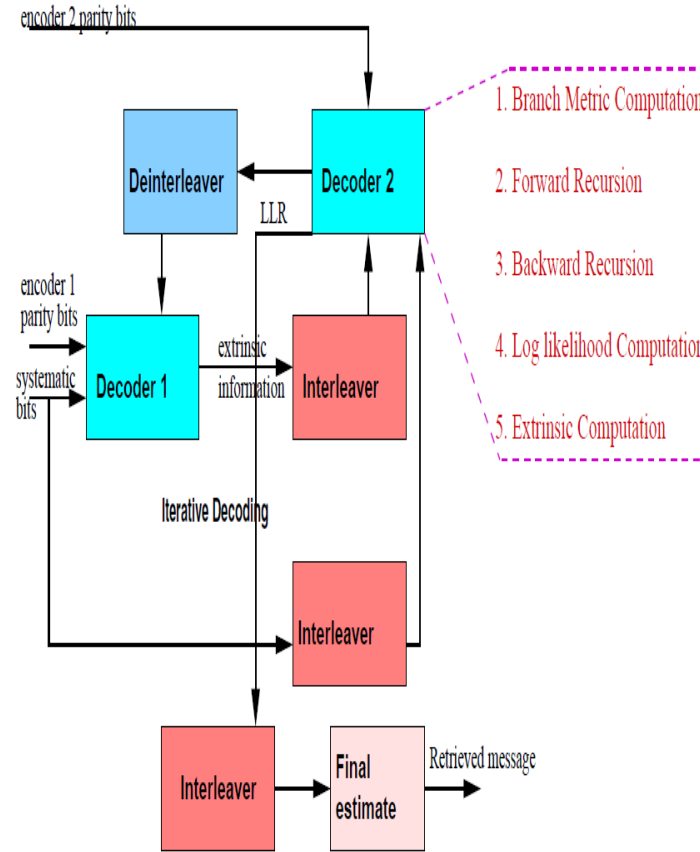 encoder 2 parity bits
1. Branch Metric Computation
Deinterleaver
Decoder 2
2. Forward Recursion
LLR
3. Backward Recursion
encoder 1
parity bits
4. Log likelihood Computation
extrinsic
information
systematic
bits
Decoder 1
Interleaver
5. Extrinsic Computation
Iterative Decoding
Interleaver
Interleaver
Final
estimate
Retrieved message